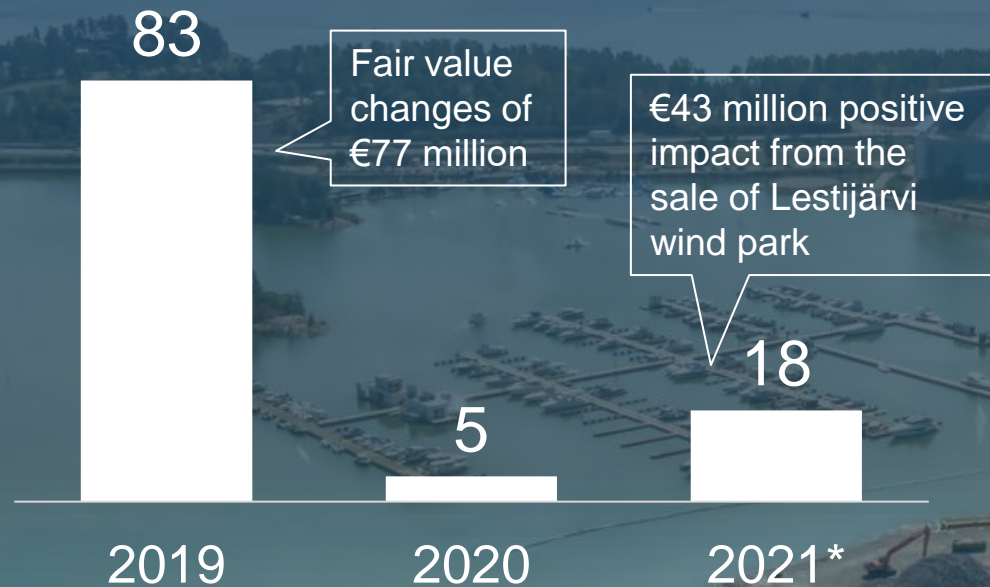 83
Fair value
changes of
€77 million
€43 million positive
impact from the
sale of Lestijärvi
wind park
5
18
2019
2020
2021*